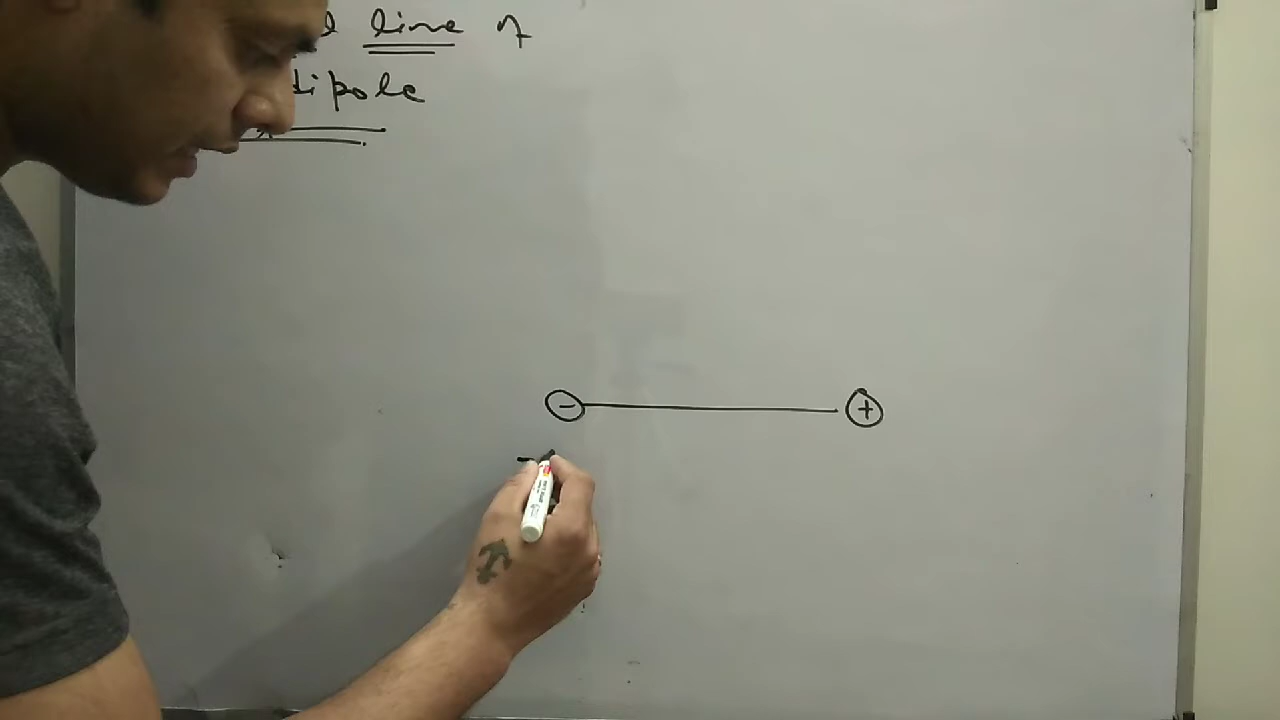 line of
dipole
- +
-